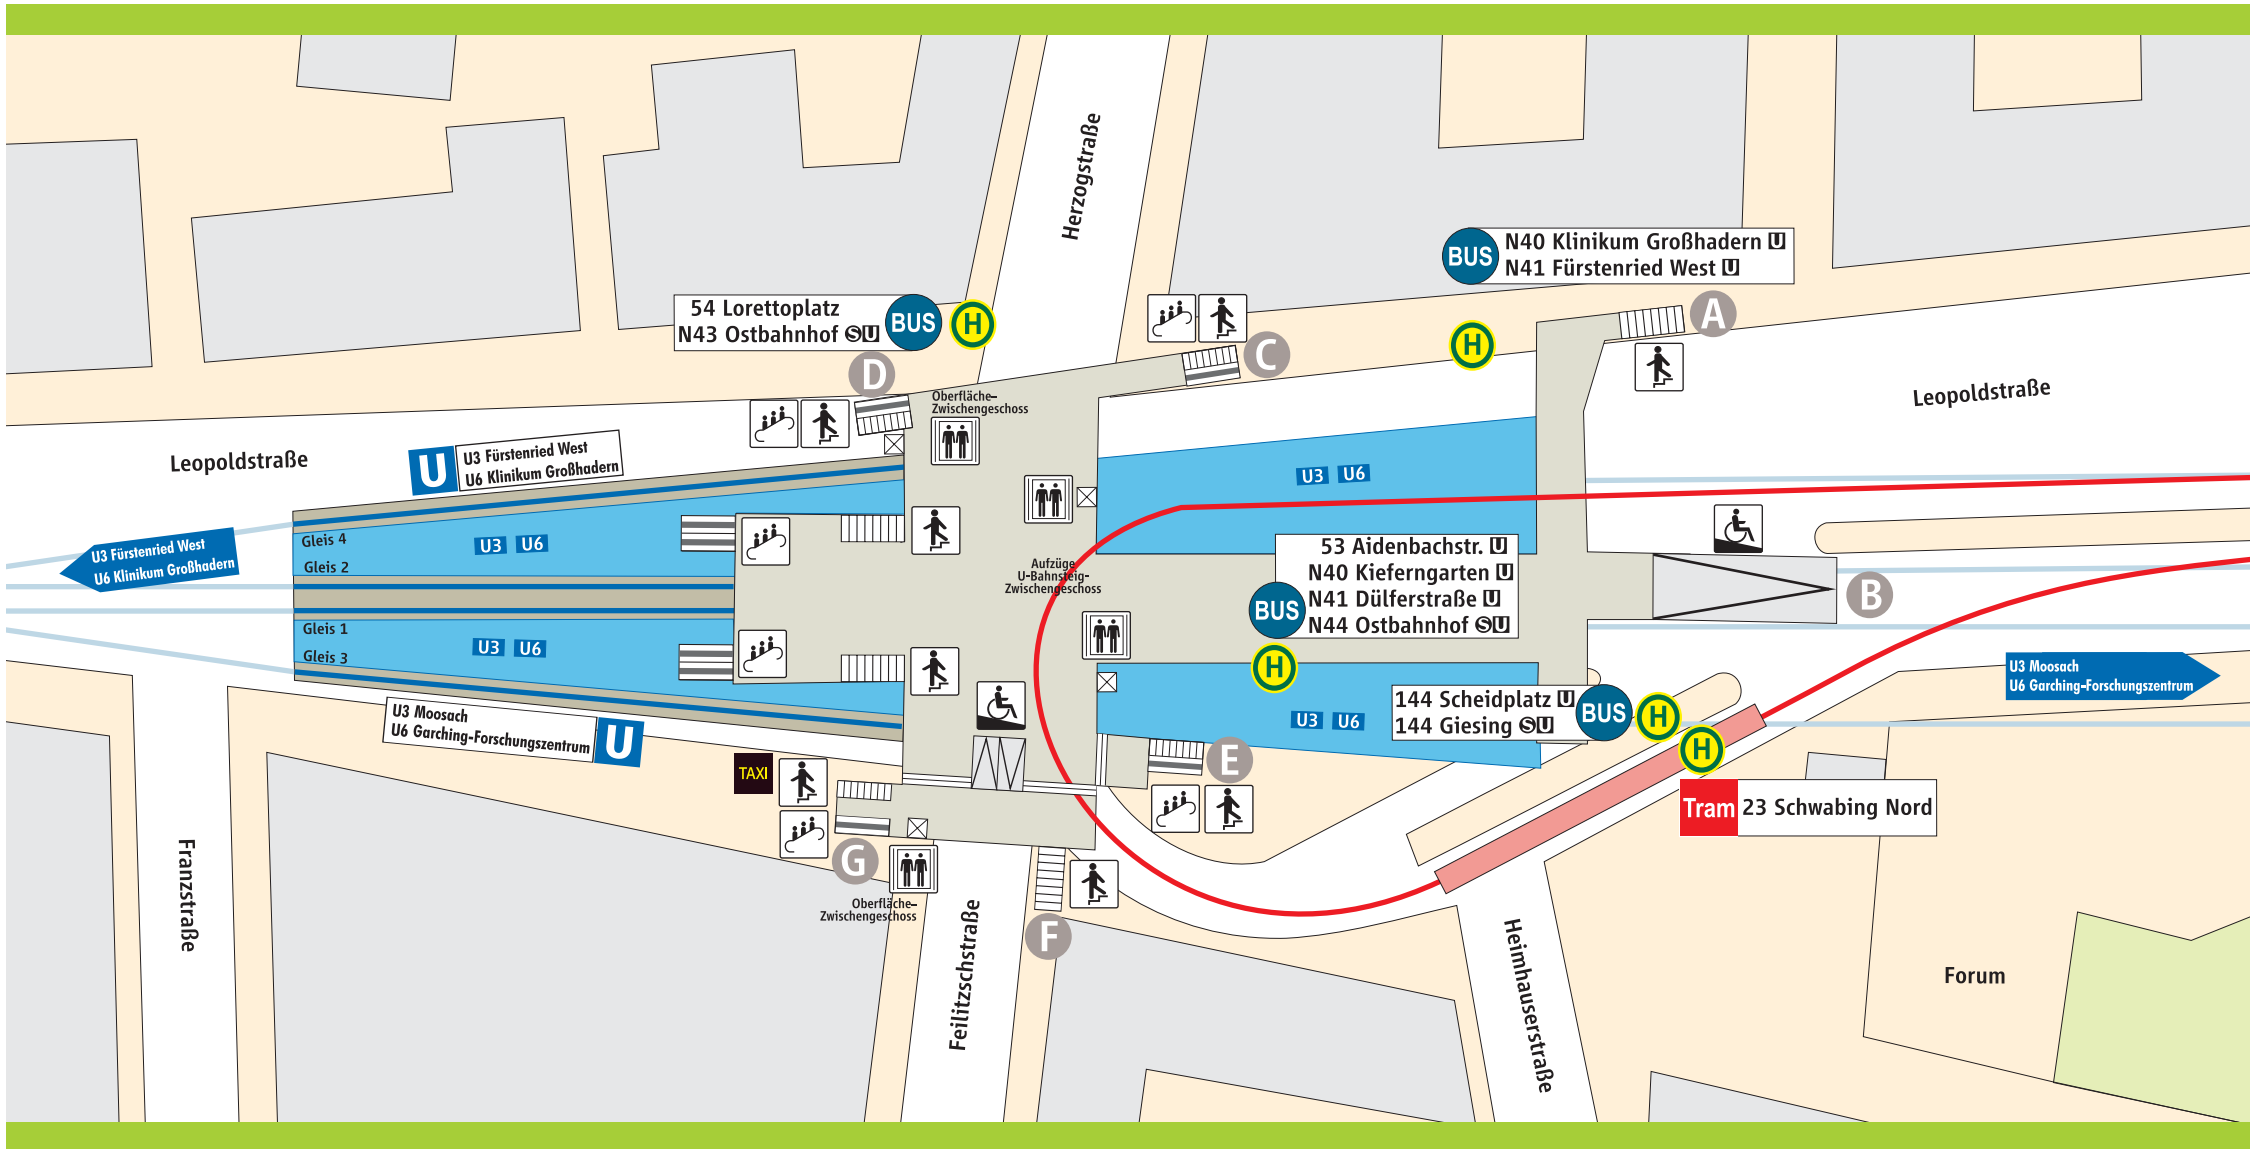 Herzogstraße
BUS
N40 Klinikum Großhadern U
N41 Fürstenried West U
54 Lorettoplatz
N43 Ostbahnhof SU
BUS
H
A
H
C
D
Leopoldstraße
Oberfläche-
Zwischengeschoss
Leopoldstraße
U
U3 Fürstenried West
U6 Klinikum Großhadern
U3 U6
U3 Fürstenried West
U6 Klinikum Großhadern
Gleis 4
Gleis 2
U3 U6
Aufzüge
U-Bahnsteig-
Zwischengeschoss
53 Aidenbachstr. U
N40 Kieferngarten U
N41 Dülferstraße U
N44 Ostbahnhof SU
BUS
B
Gleis 1
Gleis 3
U3 U6
H
U3 Moosach
U6 Garching-Forschungszentrum
144 Scheidplatz U
144 Giesing SU
BUS
H
H
U3 U6
U3 Moosach
U6 Garching-Forschungszentrum
U
TAXI
E
Tram
23 Schwabing Nord
G
Oberfläche-
Zwischengeschoss
F
Franzstraße
Feilitzschstraße
Heimhauserstraße
Forum